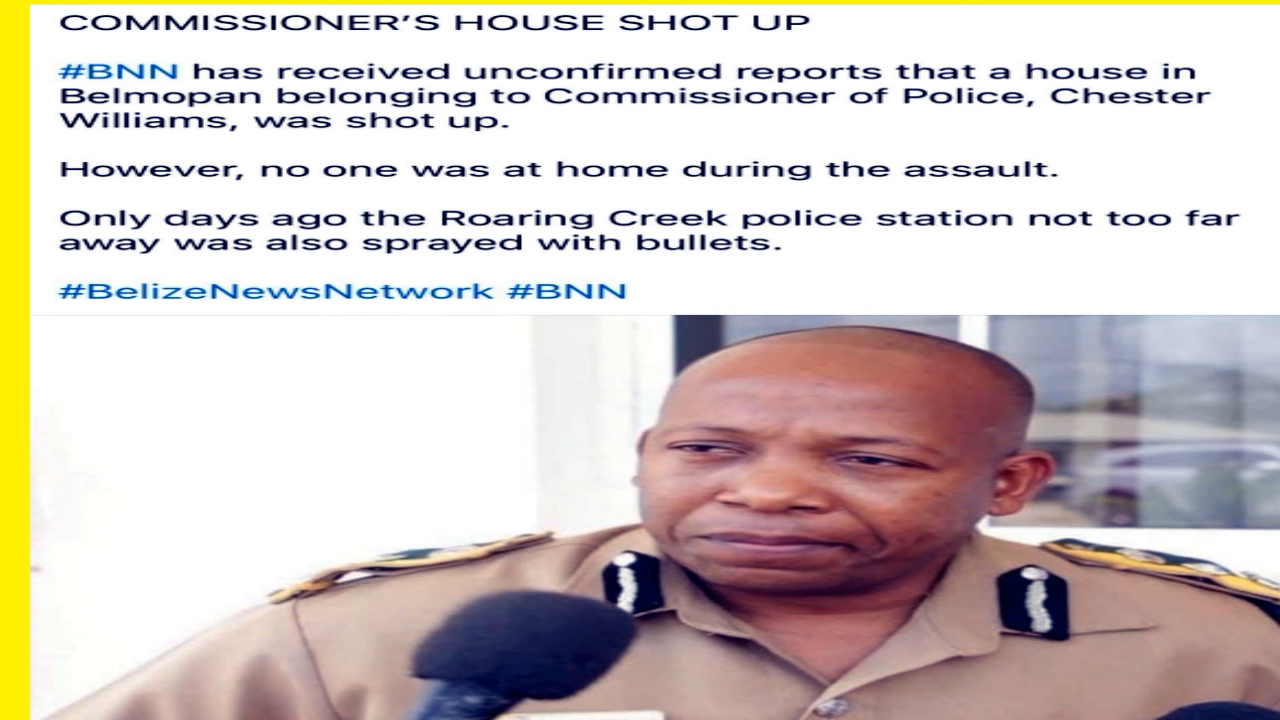 COMMISSIONER'S HOUSE SHOT UP
#BNN has received unconfirmed reports that a house in
Belmopan belonging to Commissioner of Police, Chester
Williams, was shot up.
However, no one was at home during the assault.
Only days ago the Roaring Creek police station not too far
away was also sprayed with bullets.
#BelizeNewsNetwork #BNN